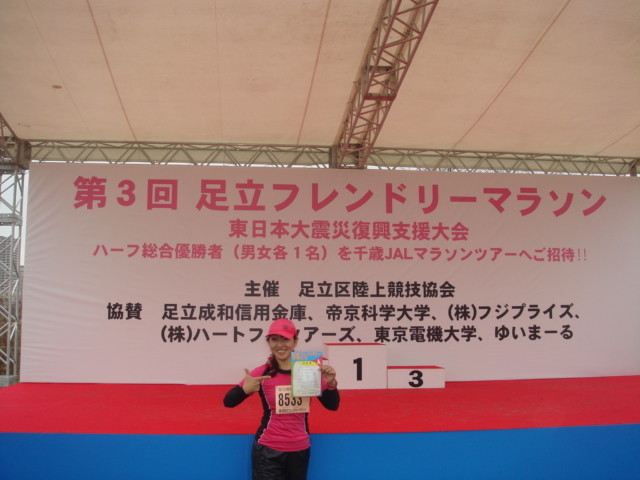 第3回 足立フレンドリーマラソン
東日本大震災復興支援大会
ハーフ総合優勝者（男女各1名）を千歳JALマラソンツアーへご招待!!
主催 足立区陸上競技協会
協賛 足立成和信用金庫、帝京科学大学、(株)フジプライズ、
(株)ハートフ アーズ、東京電機大学、ゆいまーる
1
3
8533